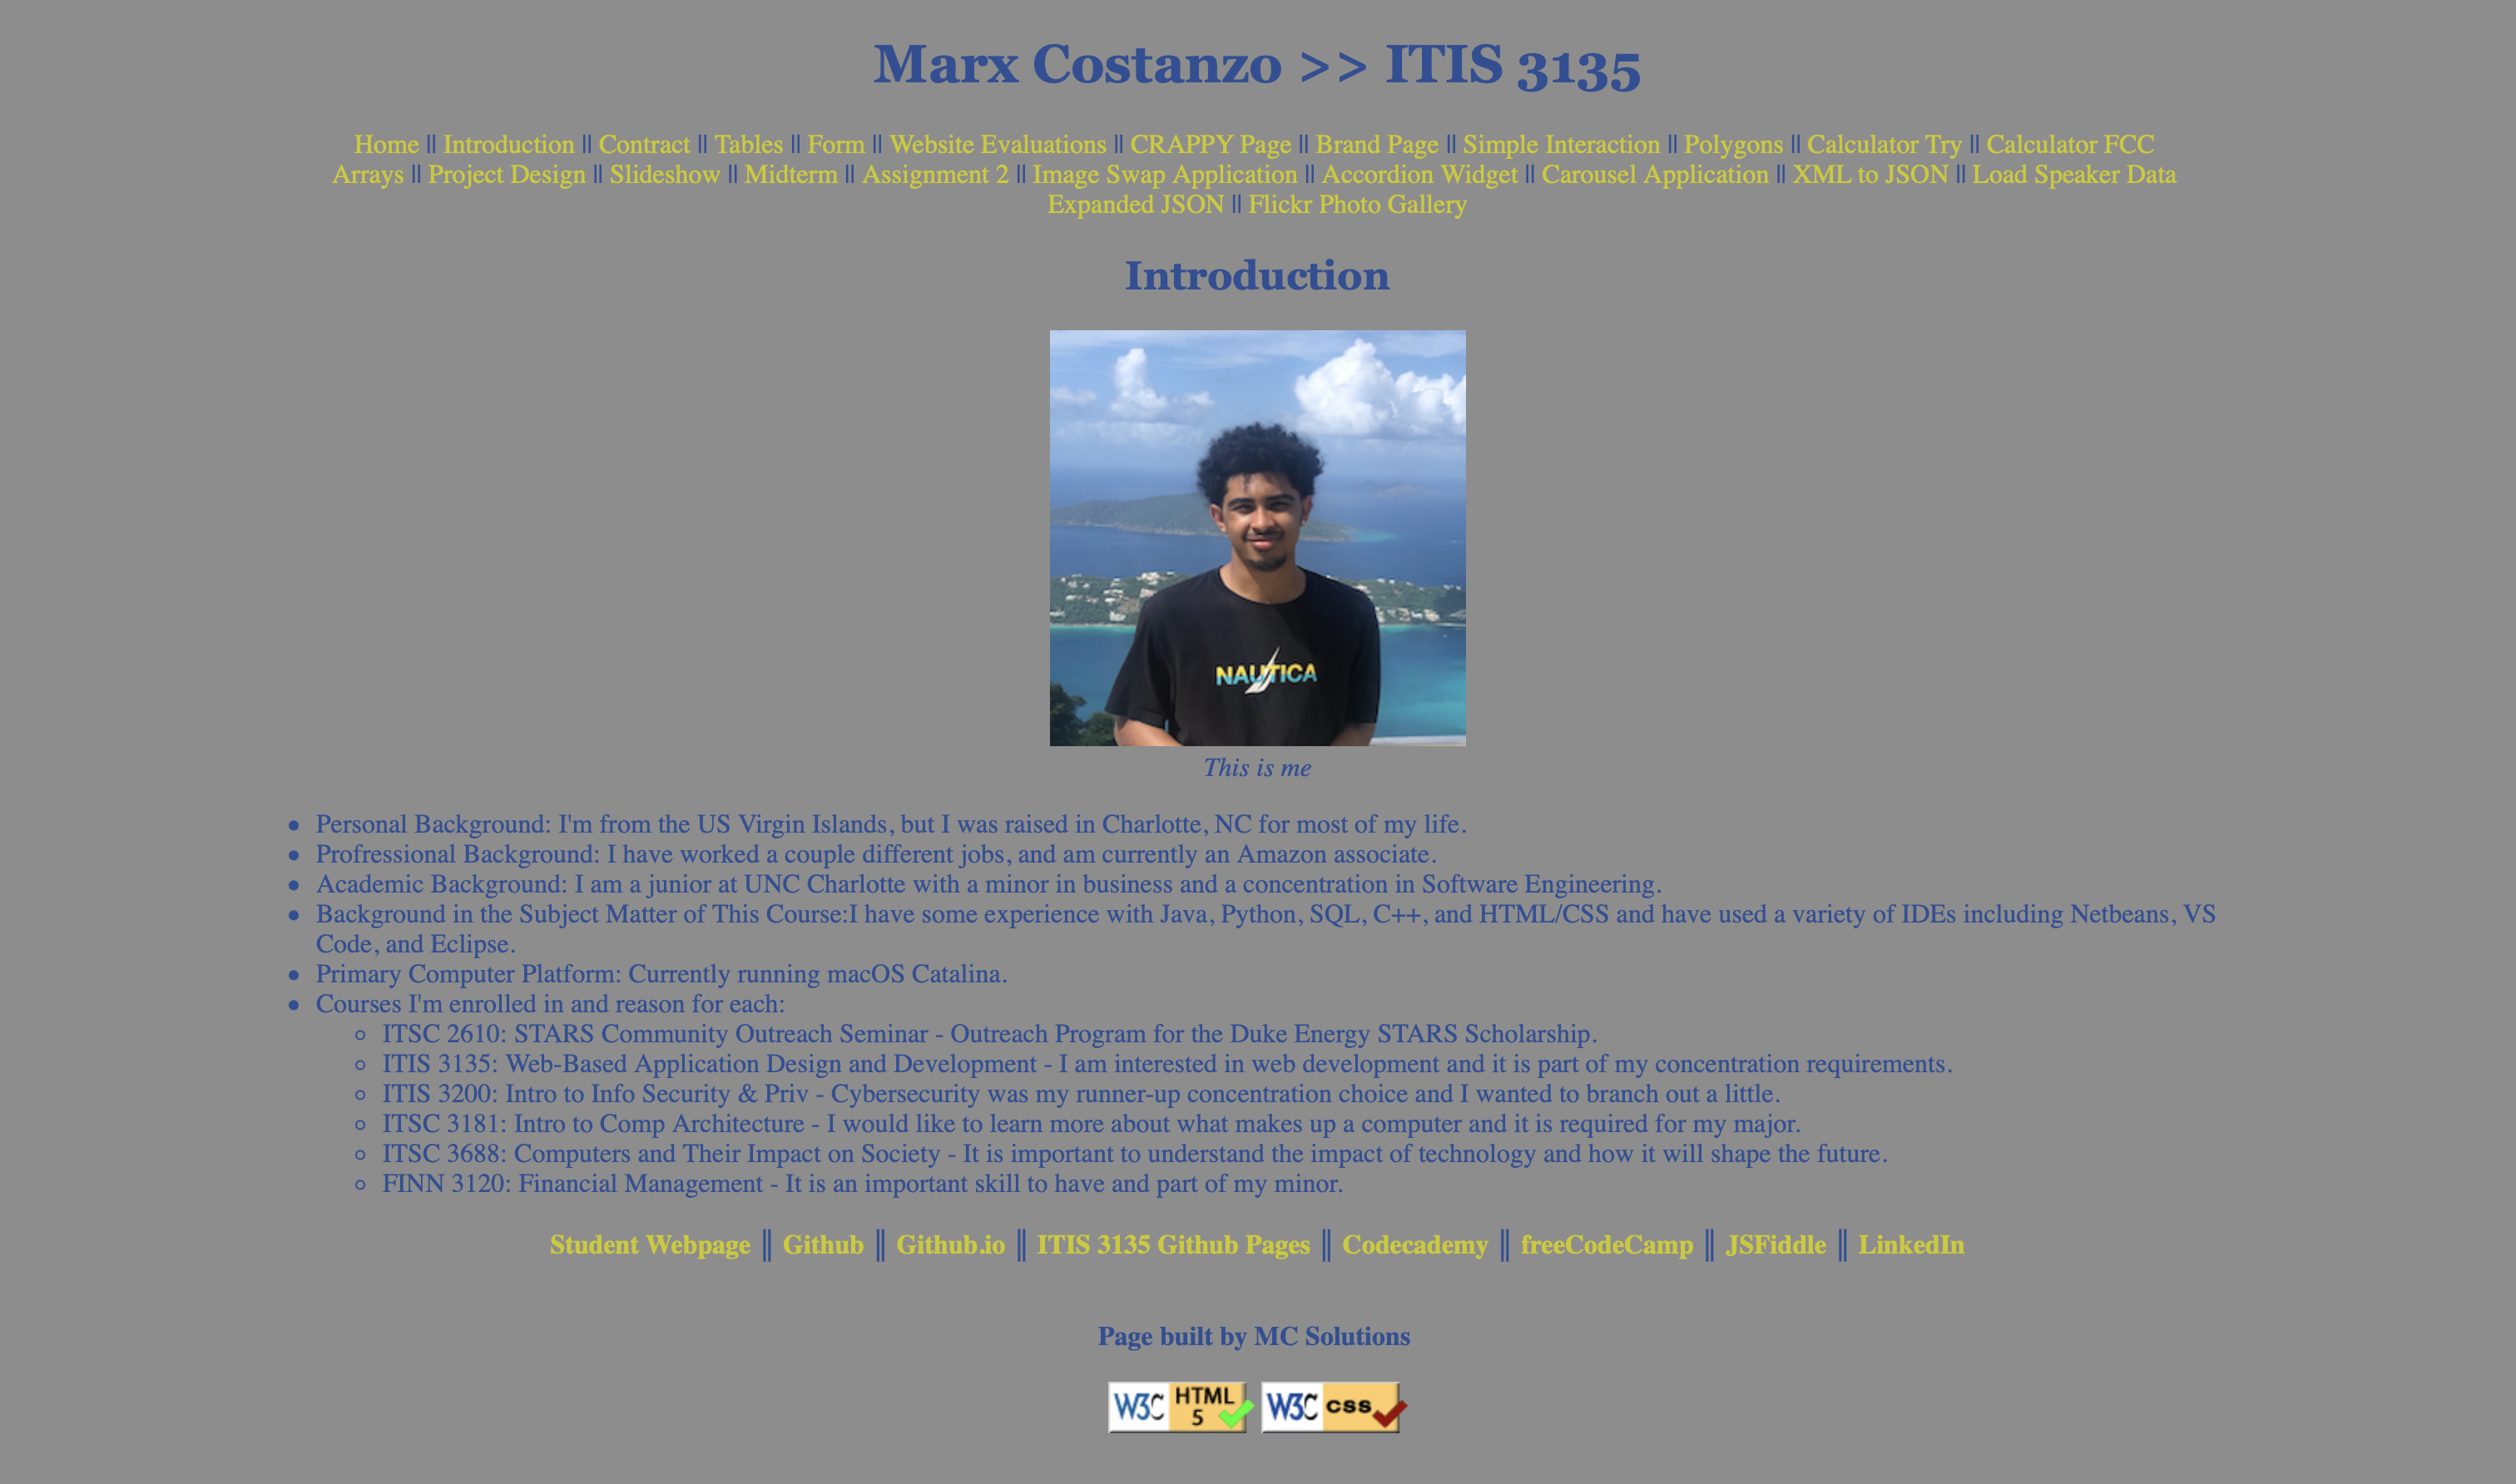 Marx Costanzo >> ITIS 3135
Home || Introduction || Contract || Tables || Form || Website Evaluations || CRAPPY Page || Brand Page || Simple Interaction || Polygons || Calculator Try || Calculator FCC
Arrays || Project Design || Slideshow || Midterm || Assignment 2 || Image Swap Application || Accordion Widget || Carousel Application || XML to JSON || Load Speaker Data
Expanded JSON || Flickr Photo Gallery
Introduction
NAUTICA
This is me
Personal Background: I'm from the US Virgin Islands, but I was raised in Charlotte, NC for most of my life.
Profressional Background: I have worked a couple different jobs, and am currently an Amazon associate.
Academic Background: I am a junior at UNC Charlotte with a minor in business and a concentration in Software Engineering.
Background in the Subject Matter of This Course:I have some experience with Java, Python, SQL, C++, and HTML/CSS and have used a variety of IDEs including Netbeans, VS
Code, and Eclipse.
Primary Computer Platform: Currently running macOS Catalina.
Courses I'm enrolled in and reason for each:
ITSC 2610: STARS Community Outreach Seminar - Outreach Program for the Duke Energy STARS Scholarship.
ITIS 3135: Web-Based Application Design and Development - I am interested in web development and it is part of my concentration requirements.
ITIS 3200: Intro to Info Security & Priv - Cybersecurity was my runner-up concentration choice and I wanted to branch out a little.
ITSC 3181: Intro to Comp Architecture - I would like to learn more about what makes up a computer and it is required for my major.
ITSC 3688: Computers and Their Impact on Society - It is important to understand the impact of technology and how it will shape the future.
FINN 3120: Financial Management - It is an important skill to have and part of my minor.
Student Webpage || Github || Github.io || ITIS 3135 Github Pages || Codecademy || freeCodeCamp || JSFiddle || LinkedIn
Page built by MC Solutions
W3C HTML 5 W3C css